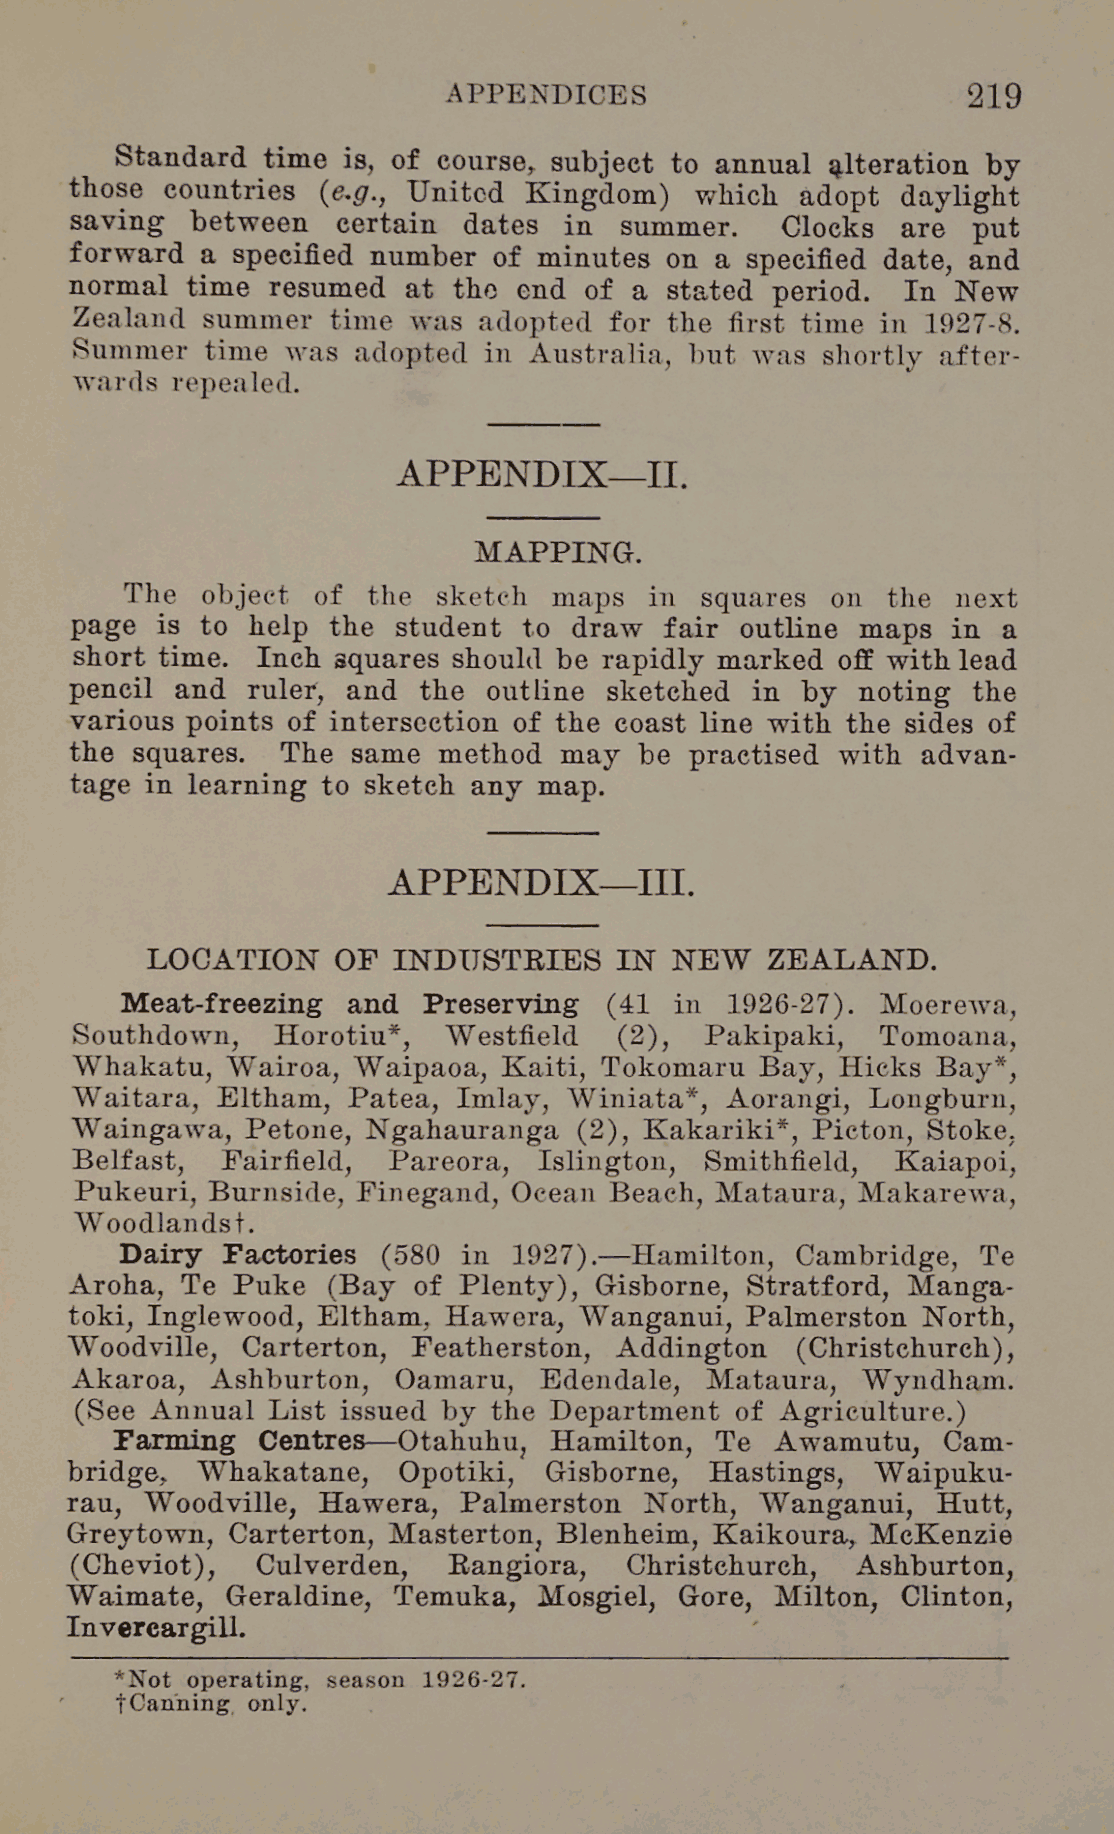 APPENDICES 219
Standard time is, of course, subject to annual alteration by
those countries (e.g., United Kingdom) which adopt daylight
saving between certain dates in summer. Clocks are put
forward a specified number of minutes on a specified date, and
normal time resumed at the end of a stated period. In New
Zealand summer time was adopted for the first time in 1927-8.
Summer time was adopted in Australia, but was shortly after-
wards repealed.
APPENDIX—II.
MAPPING.
The object of the sketch maps in squares on the next
page is to help the student to draw fair outline maps in a
short time. Inch squares should be rapidly marked off with lead
pencil and ruler, and the outline sketched in by noting the
various points of intersection of the coast line with the sides of
the squares. The same method may be practised with advan-
tage in learning to sketch any map.
APPENDIX—III.
LOCATION OF INDUSTRIES IN NEW ZEALAND.
Meat-freezing and Preserving (41 in 1926-27). Moerewa,
Southdown, Horotiu*, Westfield (2), Pakipaki, Tomoana,
Whakatu, Wairoa, Waipaoa, Kaiti, Tokomaru Bay, Hicks Bay*,
Waitara, Eltham, Patea, Imlay, Winiata*, Aorangi, Longburn,
Waingawa, Petone, Ngahauranga (2), Kakariki*, Picton, Stoke,
Belfast, Fairfield, Pareora, Islington, Smithfield, Kaiapoi,
Pukeuri, Burnside, Finegand, Ocean Beach, Mataura, Makarewa,
Woodlands†.
Dairy Factories (580 in 1927).—Hamilton, Cambridge, Te
Aroha, Te Puke (Bay of Plenty), Gisborne, Stratford, Manga-
toki, Inglewood, Eltham, Hawera, Wanganui, Palmerston North,
Woodville, Carterton, Featherston, Addington (Christchurch),
Akaroa, Ashburton, Oamaru, Edendale, Mataura, Wyndham.
(See Annual List issued by the Department of Agriculture.)
Farming Centres—Otahuhu, Hamilton, Te Awamutu, Cam-
bridge, Whakatane, Opotiki, Gisborne, Hastings, Waipuku-
rau, Woodville, Hawera, Palmerston North, Wanganui, Hutt,
Greytown, Carterton, Masterton, Blenheim, Kaikoura, McKenzie
(Cheviot), Culverden, Rangiora, Christchurch, Ashburton,
Waimate, Geraldine, Temuka, Mosgiel, Gore, Milton, Clinton,
Invercargill.
*Not operating, season 1926-27.
†Canning only.